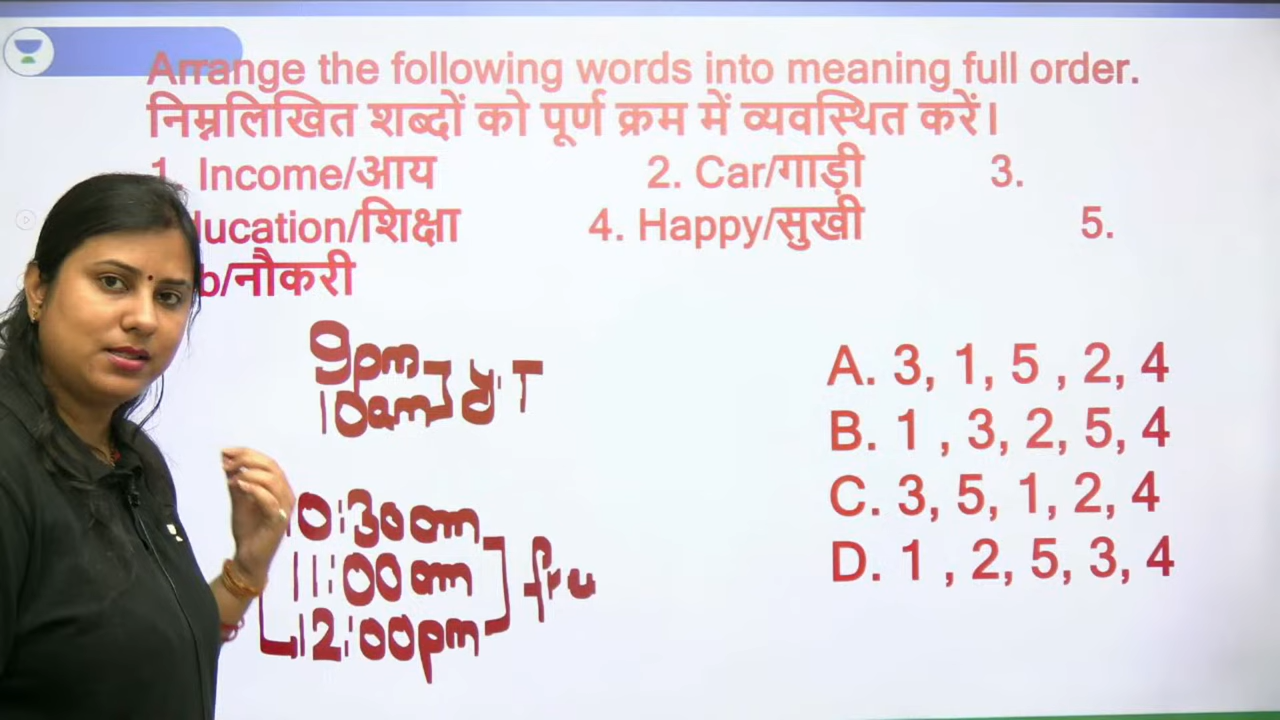 Arrange the following words into meaning full order.
निम्नलिखित शब्दों को पूर्ण क्रम में व्यवस्थित करें।
1. Income/आय 2. Car/गाड़ी 3.
ducation/शिक्षा 4. Happy/सुखी 5.
b/नौकरी
9pm
10am
10:30am
11:00am
12:00pm
A. 3, 1, 5 , 2, 4
B. 1 , 3, 2, 5, 4
C. 3, 5, 1, 2, 4
D. 1 , 2, 5, 3, 4